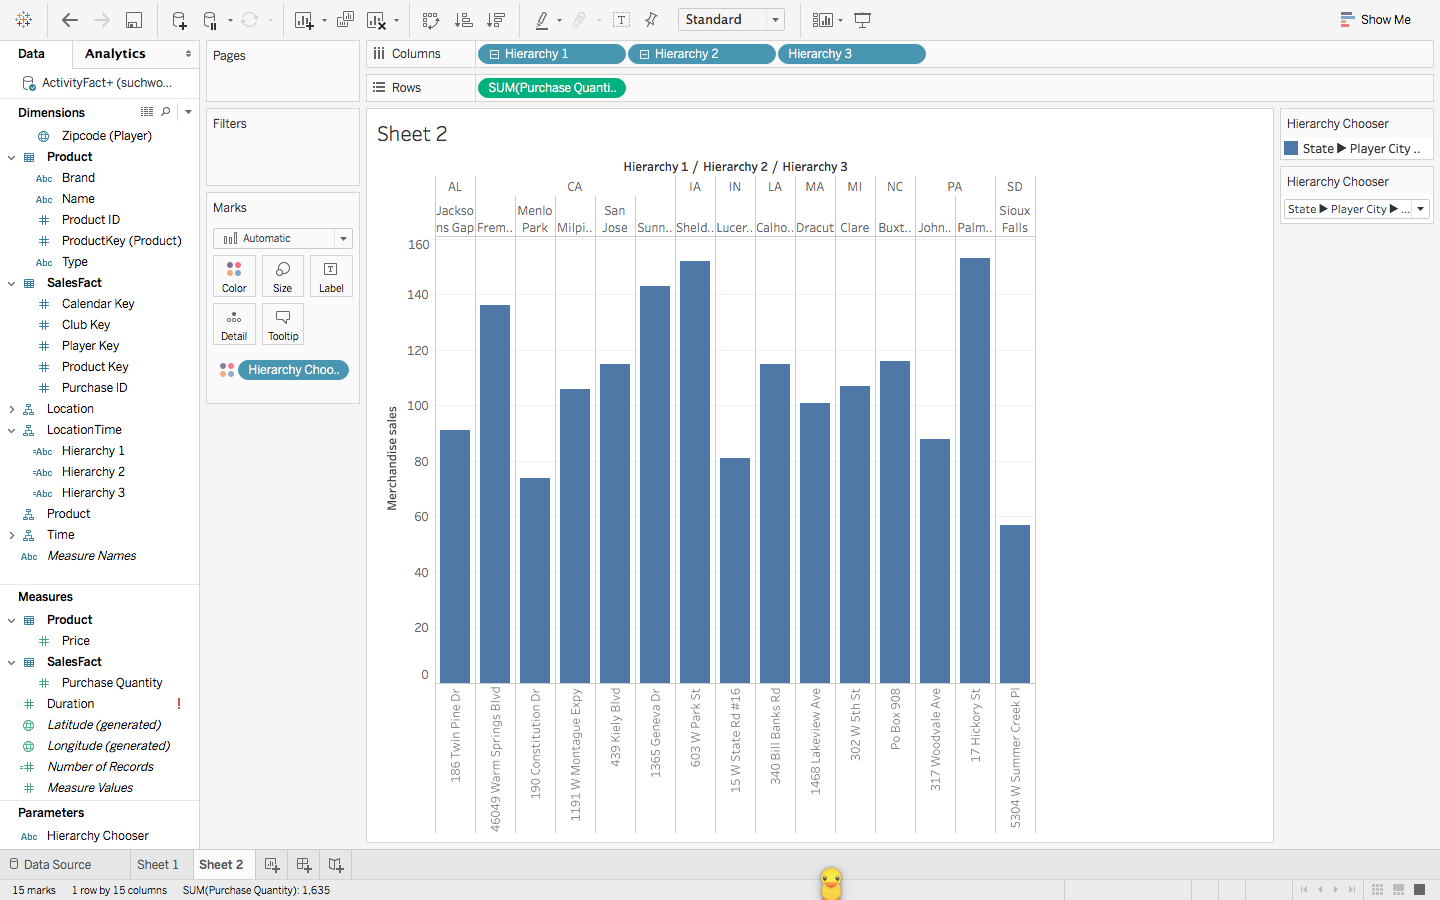 Standard
Show Me
Data
Analytics
ActivityFact+ (suchwo...
Dimensions
Zipcode (Player)
Product
Abc Brand
Abc Name
Product ID
ProductKey (Product)
Abc Type
SalesFact
Calendar Key
Club Key
Player Key
Product Key
Purchase ID
Location
LocationTime
=Abc Hierarchy 1
=Abc Hierarchy 2
=Abc Hierarchy 3
Product
Time
Abc Measure Names
Measures
Product
# Price
SalesFact
# Purchase Quantity
# Duration !
Latitude (generated)
Longitude (generated)
=# Number of Records
# Measure Values
Parameters
Abc Hierarchy Chooser
Pages
Filters
Marks
Automatic
Color
Size
Label
Detail
Tooltip
Hierarchy Choo..
Columns
Hierarchy 1
Hierarchy 2
Hierarchy 3
Rows
SUM(Purchase Quanti..
Sheet 2
Hierarchy 1 / Hierarchy 2 / Hierarchy 3
AL CA IA IN LA MA MI NC PA SD
Jackso
ns Gap
Frem..
Menlo
Park
Milpi..
San
Jose
Sunn..
Sheld..
Lucer..
Calho..
Dracut
Clare
Buxt..
John..
Palm..
Sioux
Falls
160
140
120
100
80
60
40
20
0
Merchandise sales
186 Twin Pine Dr
46049 Warm Springs Blvd
190 Constitution Dr
1191 W Montague Expy
439 Kiely Blvd
1365 Geneva Dr
603 W Park St
15 W State Rd #16
340 Bill Banks Rd
1468 Lakeview Ave
302 W 5th St
Po Box 908
317 Woodvale Ave
17 Hickory St
5304 W Summer Creek Pl
Hierarchy Chooser
State ▶ Player City ..
Hierarchy Chooser
State ▶ Player City ▶ ...
Data Source
Sheet 1
Sheet 2
15 marks
1 row by 15 columns
SUM(Purchase Quantity): 1,635